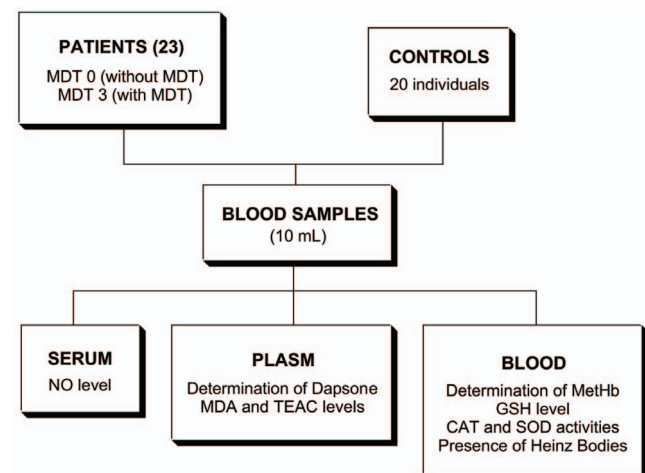 PATIENTS (23)
MDT 0 (without MDT)
MDT 3 (with MDT)
CONTROLS
20 individuals
BLOOD SAMPLES
(10 mL)
SERUM
NO level
PLASM
Determination of Dapsone
MDA and TEAC levels
BLOOD
Determination of MetHb
GSH level
CAT and SOD activities
Presence of Heinz Bodies